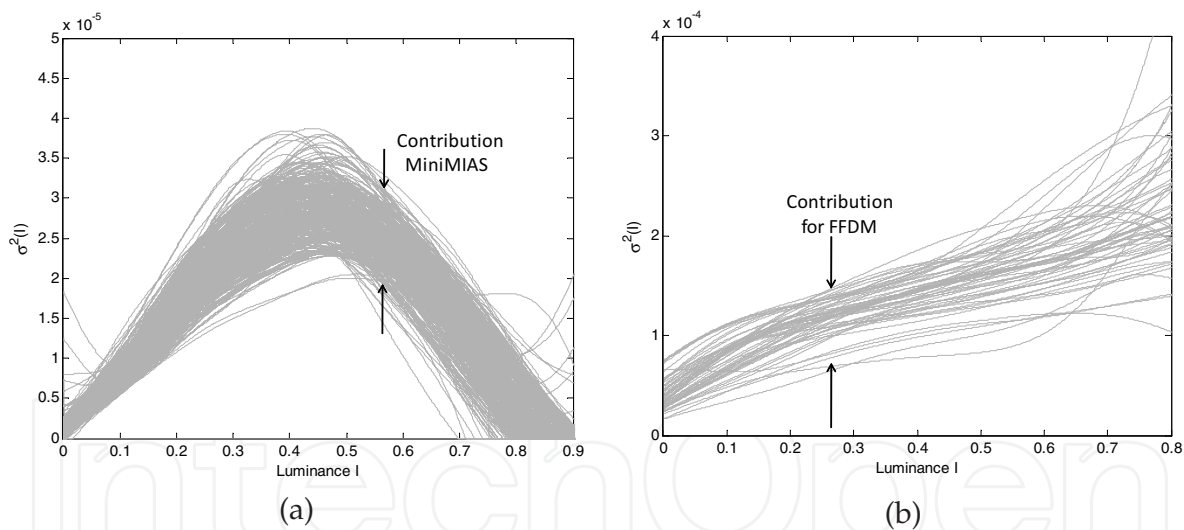 x 10⁻⁵
5
4.5
4
3.5
3
2.5
2
1.5
1
0.5
0
σ²(I)
Contribution
MiniMIAS
0 0.1 0.2 0.3 0.4 0.5 0.6 0.7 0.8 0.9
Luminance I
(a)
x 10⁻⁴
4
3
2
1
0
σ²(I)
Contribution
for FFDM
0 0.1 0.2 0.3 0.4 0.5 0.6 0.7 0.8
Luminance I
(b)
IntechOpen